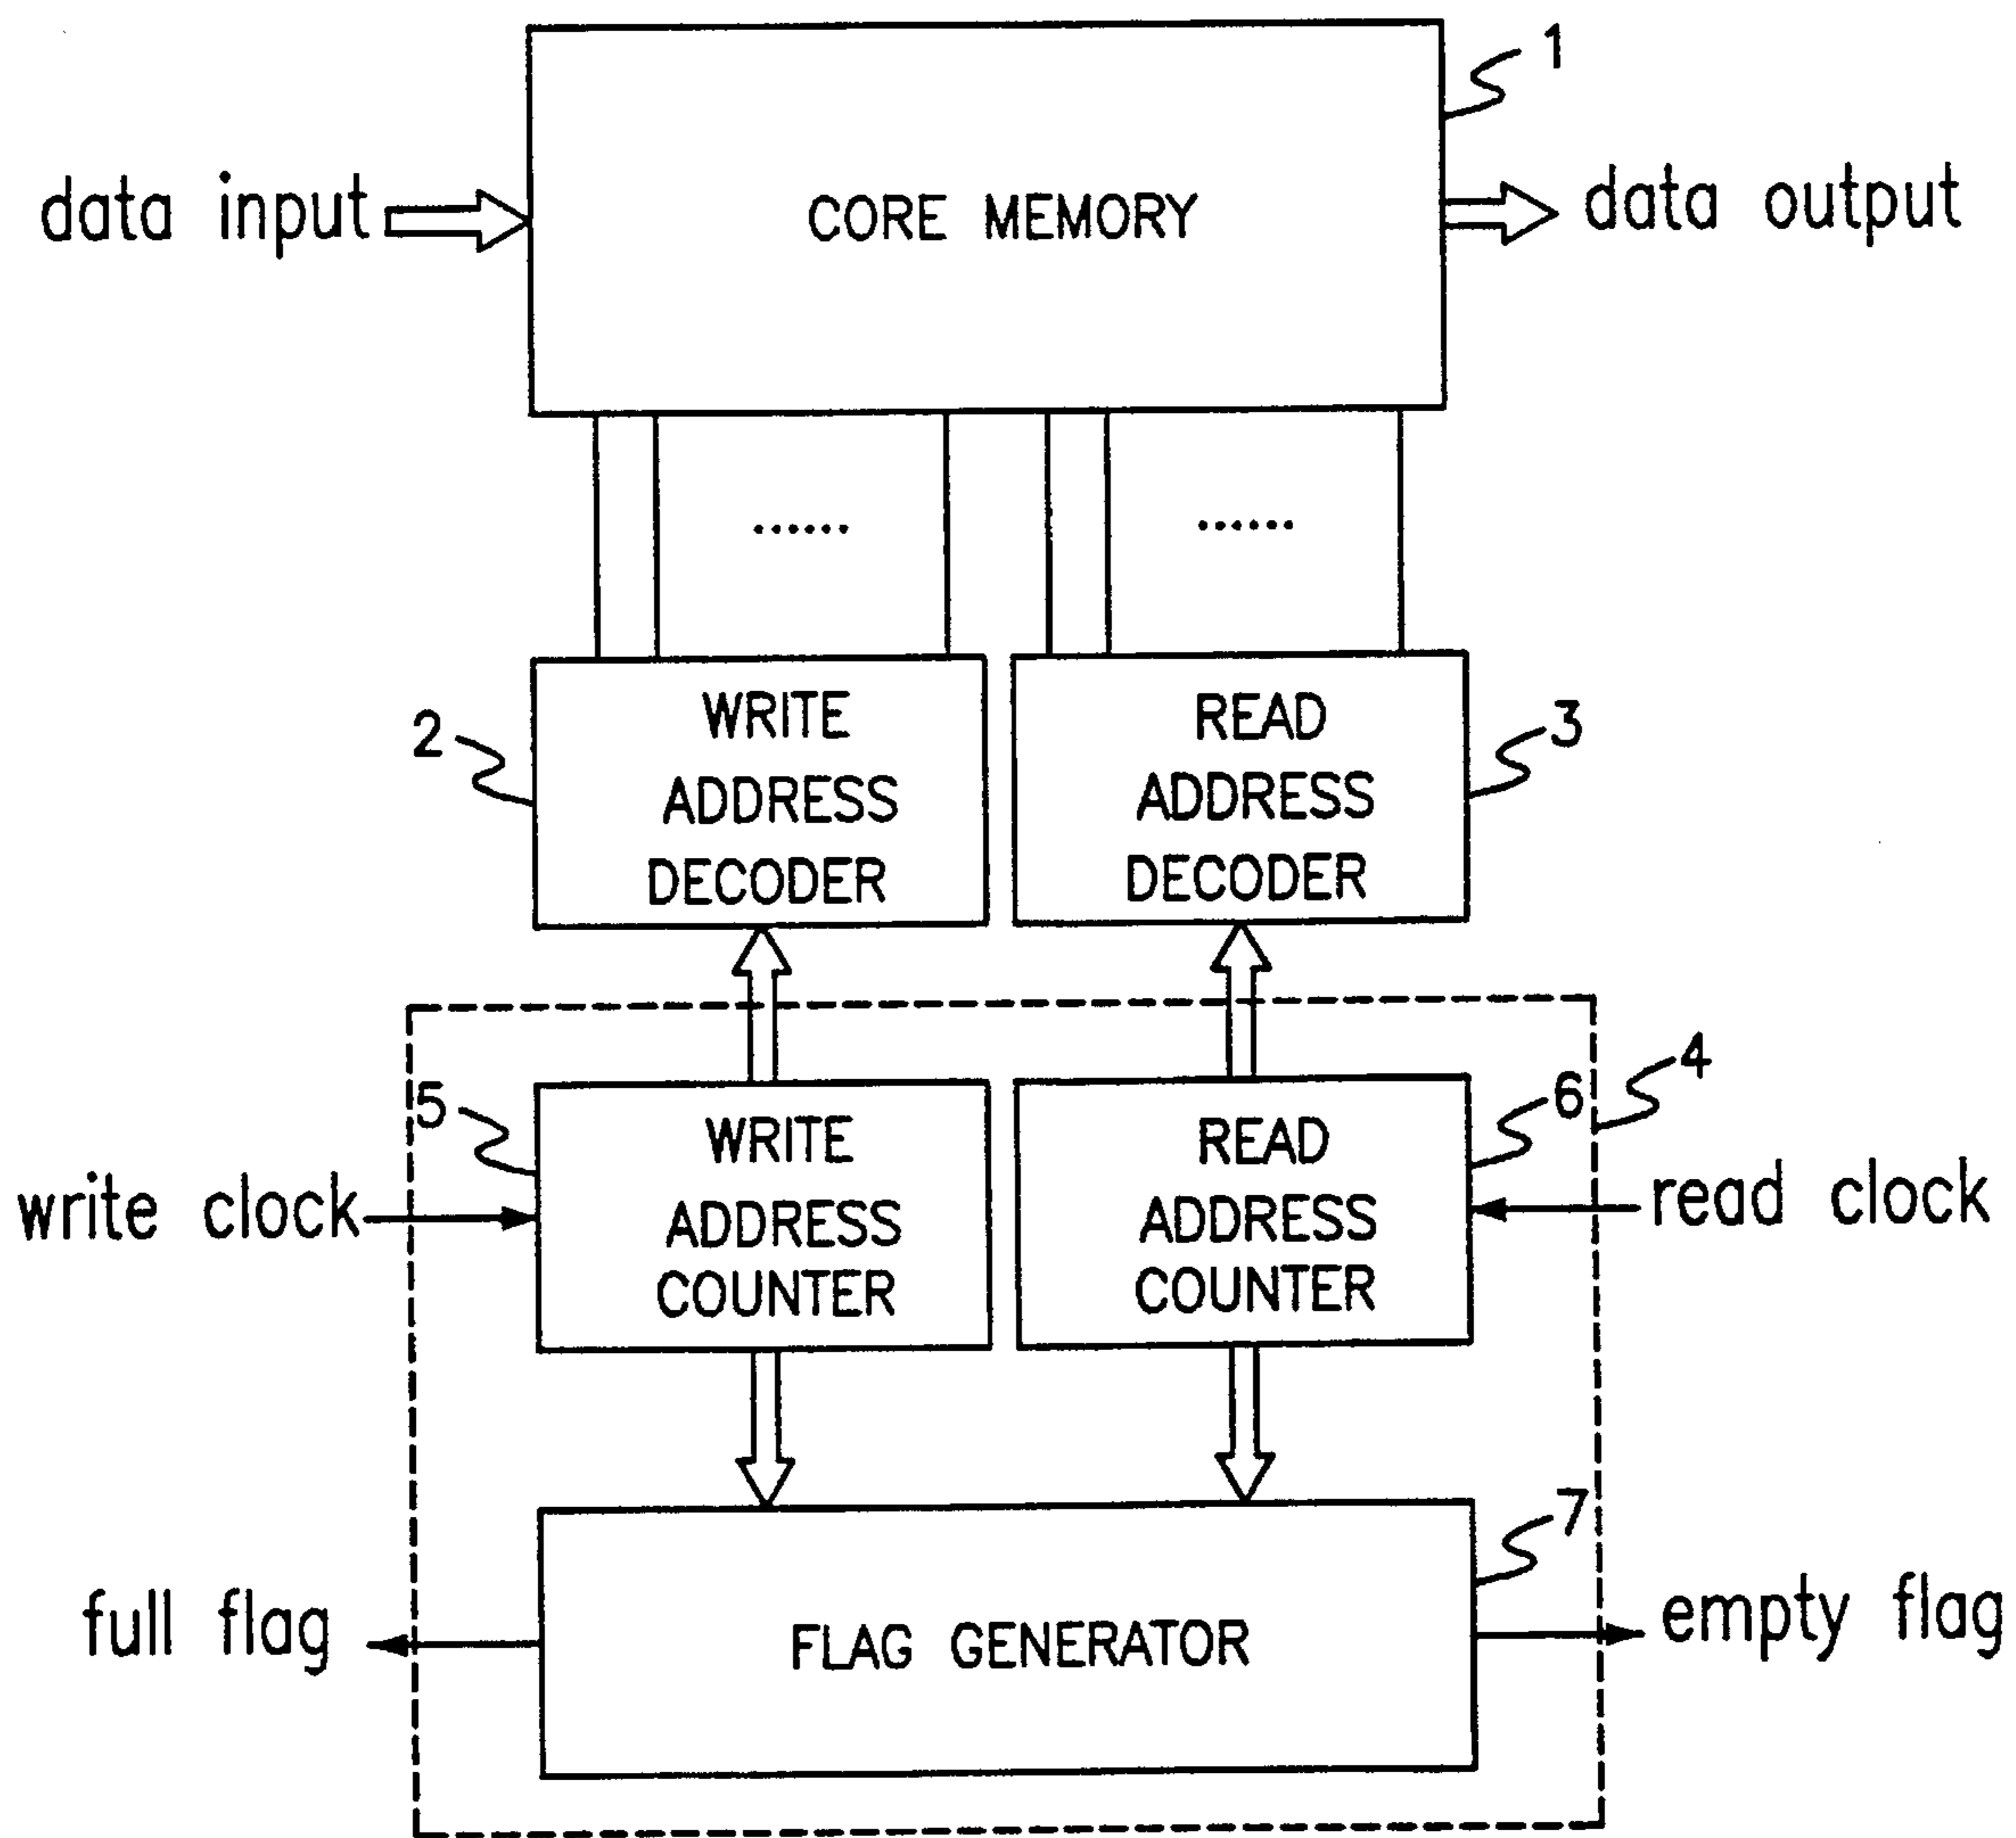 1
data input
CORE MEMORY
data output
......
......
2
WRITE
ADDRESS
DECODER
READ
ADDRESS
DECODER
3
4
5
WRITE
ADDRESS
COUNTER
READ
ADDRESS
COUNTER
6
write clock
read clock
7
full flag
FLAG GENERATOR
empty flag